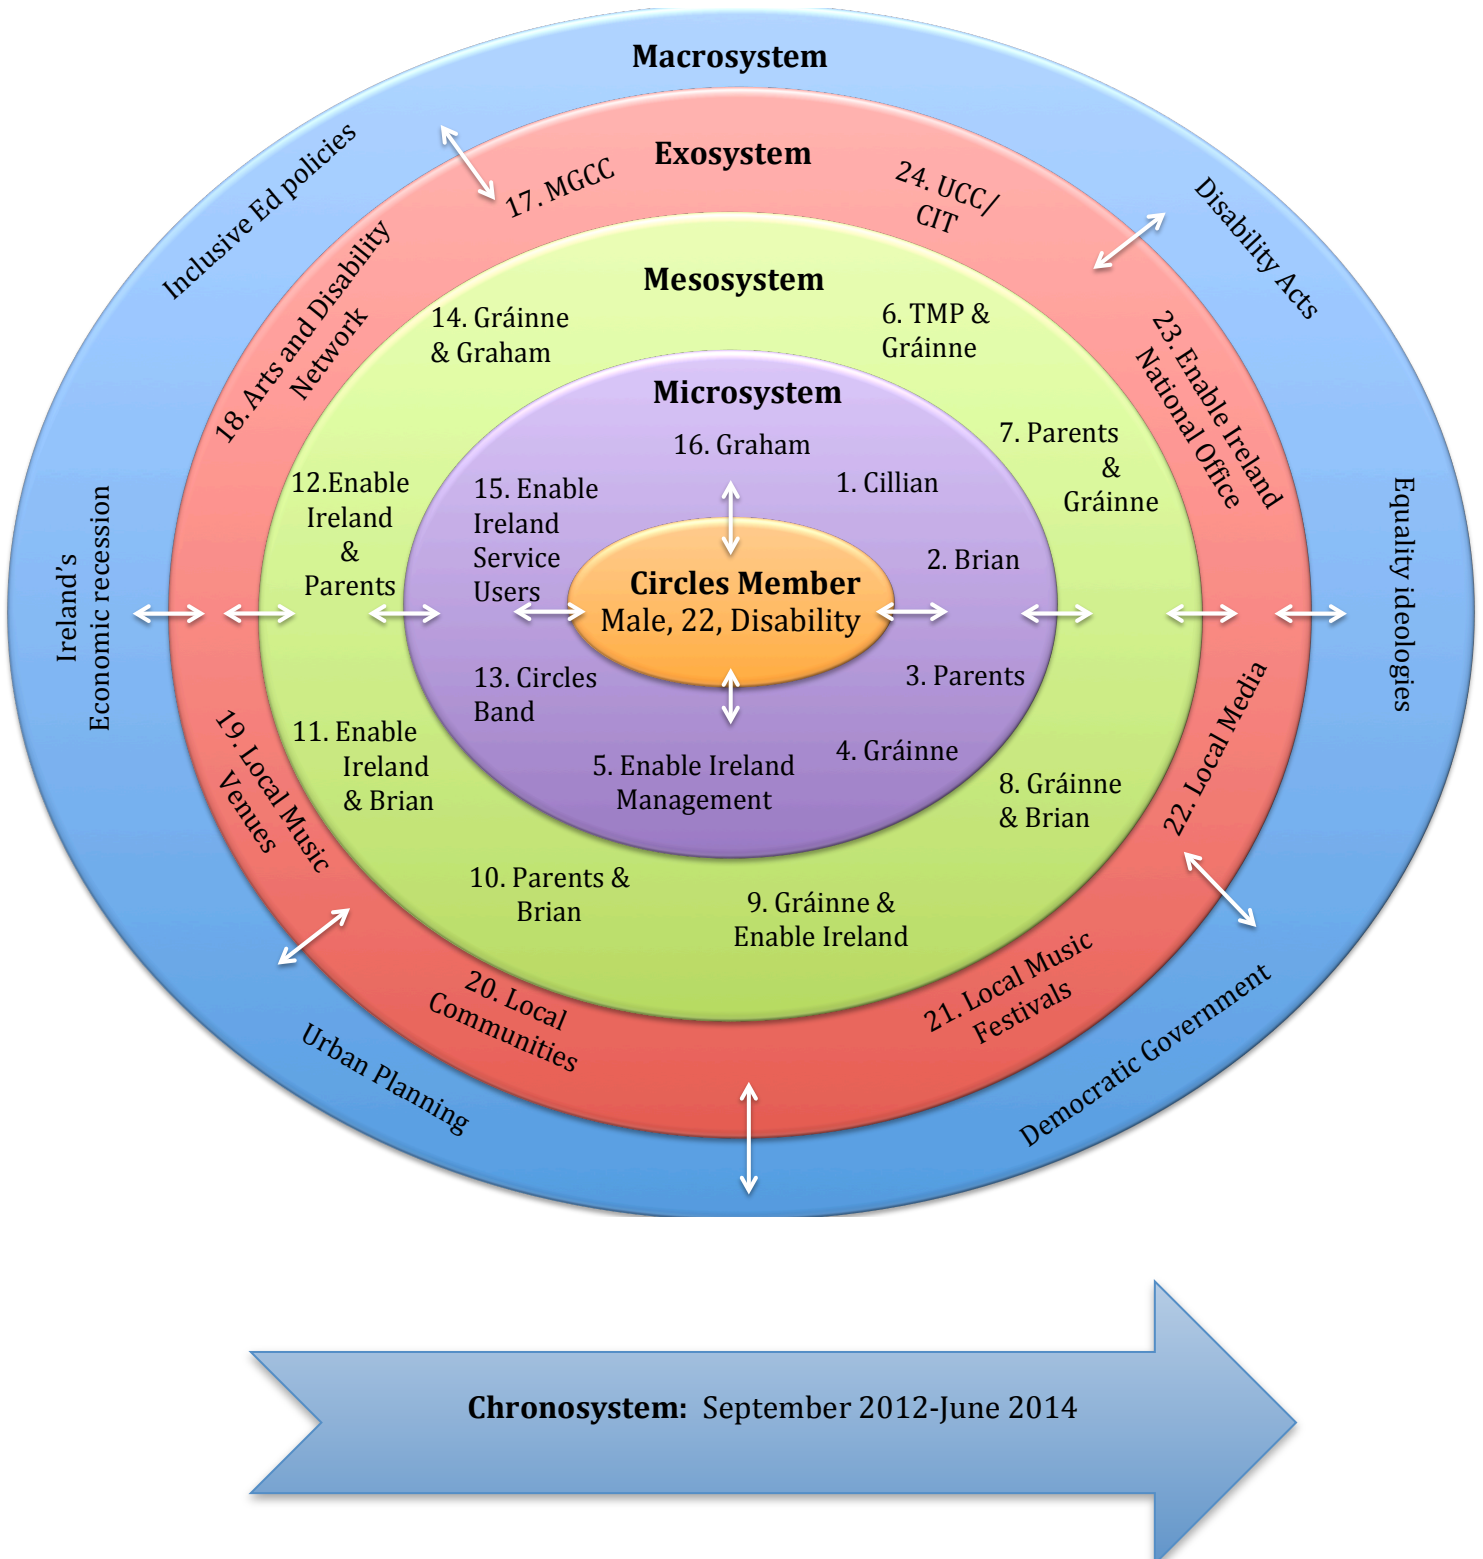 Macrosystem
Inclusive Ed policies
Disability Acts
Equality ideologies
Democratic Government
Urban Planning
Ireland's
Economic recession
Exosystem
17. MGCC
24. UCC/
CIT
23. Enable Ireland
National Office
22. Local Media
21. Local Music
Festivals
20. Local
Communities
19. Local Music
Venues
18. Arts and Disability
Network
Mesosystem
14. Gráinne
& Graham
6. TMP &
Gráinne
7. Parents
&
Gráinne
8. Gráinne
& Brian
9. Gráinne &
Enable Ireland
10. Parents &
Brian
11. Enable
Ireland
& Brian
12.Enable
Ireland
&
Parents
Microsystem
16. Graham
1. Cillian
2. Brian
3. Parents
4. Gráinne
5. Enable Ireland
Management
13. Circles
Band
15. Enable
Ireland
Service
Users
Circles Member
Male, 22, Disability
Chronosystem: September 2012-June 2014